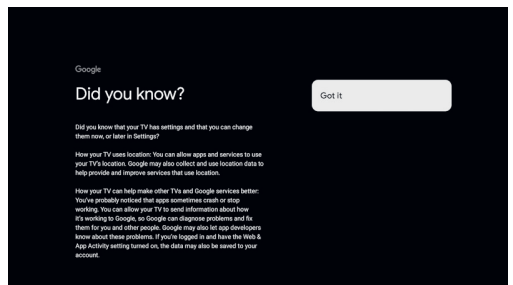 Google
Did you know?
Got it
Did you know that your TV has settings and that you can change
them now, or later in Settings?
How your TV uses location: You can allow apps and services to use
your TV's location. Google may also collect and use location data to
help provide and improve services that use location.
How your TV can help make other TVs and Google services better:
You've probably noticed that apps sometimes crash or stop
working. You can allow your TV to send information about how
it's working to Google, so Google can diagnose problems and fix
them for you and other people. Google may also let app developers
know about these problems. If you're logged in and have the Web &
App Activity setting turned on, the data may also be saved to your
account.